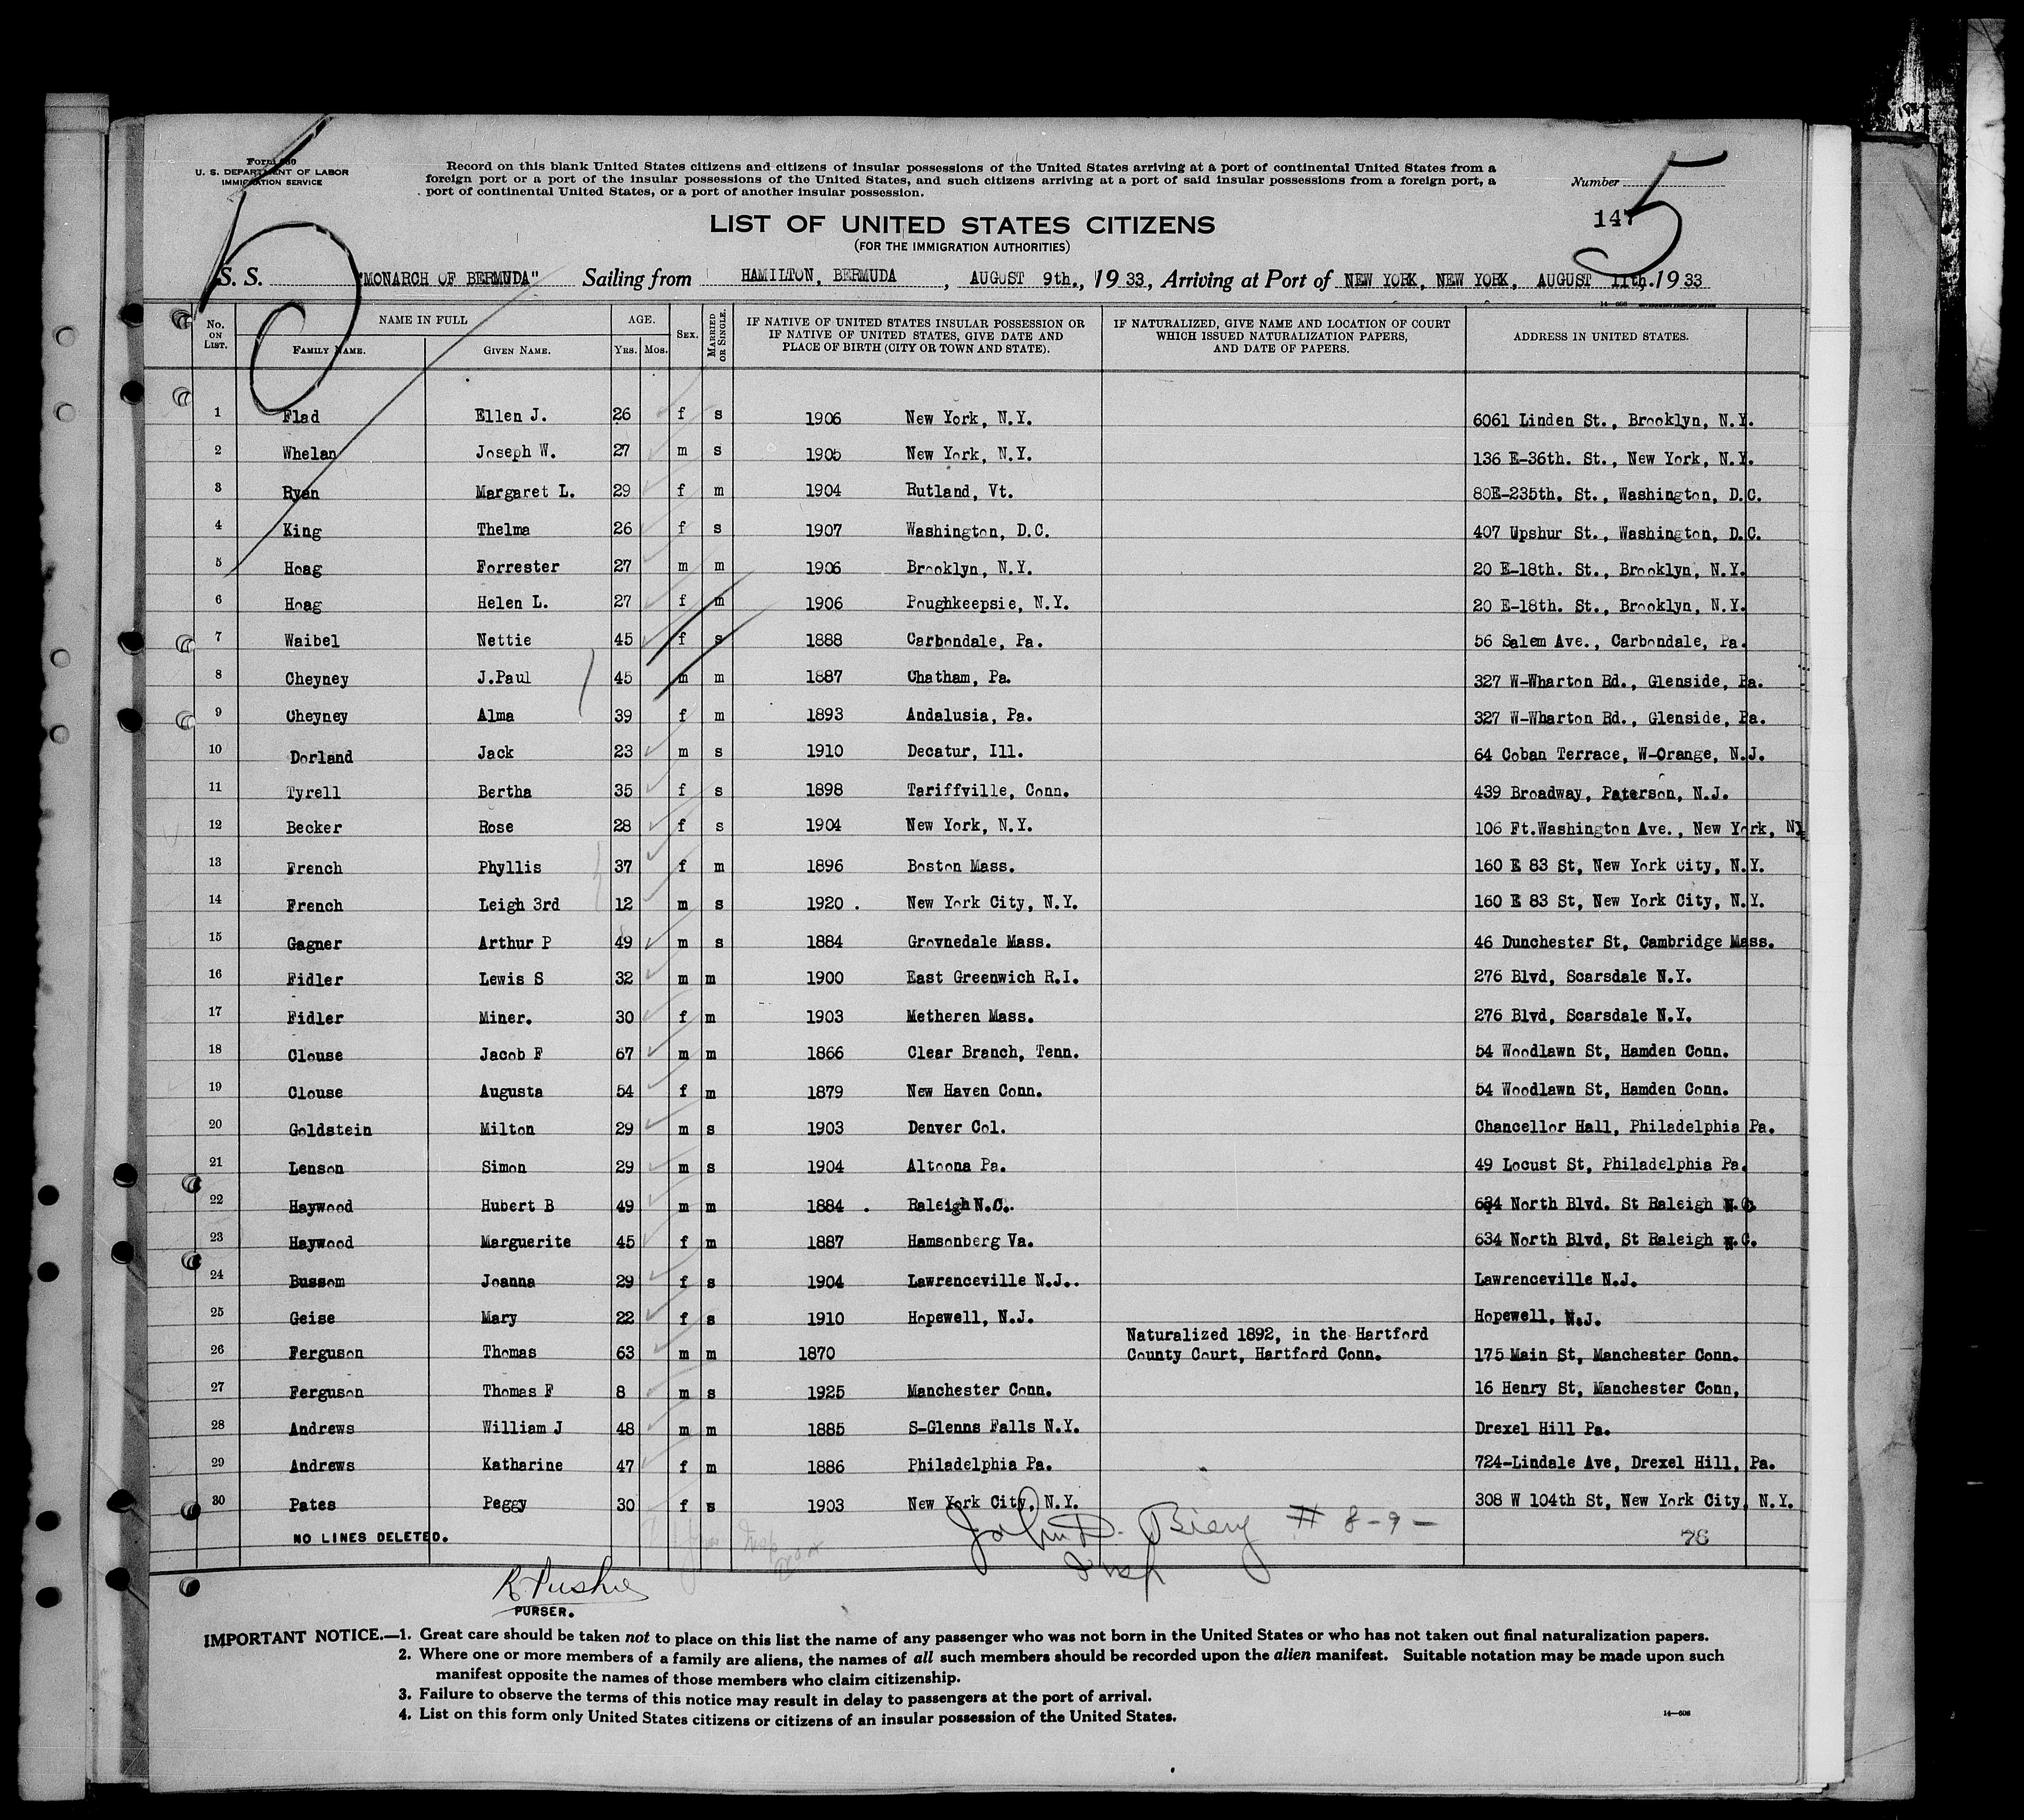 Form 630
U. S. DEPARTMENT OF LABOR
IMMIGRATION SERVICE
Record on this blank United States citizens and citizens of insular possessions of the United States arriving at a port of continental United States from a
foreign port or a port of the insular possessions of the United States, and such citizens arriving at a port of said insular possessions from a foreign port, a
port of continental United States, or a port of another insular possession.
Number
5
5
147
LIST OF UNITED STATES CITIZENS
(FOR THE IMMIGRATION AUTHORITIES)
S. S. "MONARCH OF BERMUDA" Sailing from HAMILTON, BERMUDA, AUGUST 9th., 1933, Arriving at Port of NEW YORK, NEW YORK, AUGUST 11th. 1933
No. ON LIST. NAME IN FULL FAMILY NAME. GIVEN NAME. AGE. YRS. MOS. SEX. MARRIED OR SINGLE. IF NATIVE OF UNITED STATES INSULAR POSSESSION OR IF NATIVE OF UNITED STATES, GIVE DATE AND PLACE OF BIRTH (CITY OR TOWN AND STATE). IF NATURALIZED, GIVE NAME AND LOCATION OF COURT WHICH ISSUED NATURALIZATION PAPERS, AND DATE OF PAPERS. ADDRESS IN UNITED STATES.
1 Flad Ellen J. 26 f s 1906 New York, N.Y. 6061 Linden St., Brooklyn, N.Y.
2 Whelan Joseph W. 27 m s 1905 New York, N.Y. 136 E-36th. St., New York, N.Y.
3 Ryan Margaret L. 29 f m 1904 Rutland, Vt. 80E-235th. St., Washington, D.C.
4 King Thelma 26 f s 1907 Washington, D.C. 407 Upshur St., Washington, D.C.
5 Hoag Forrester 27 m m 1906 Brooklyn, N.Y. 20 E-18th. St., Brooklyn, N.Y.
6 Hoag Helen L. 27 f m 1906 Poughkeepsie, N.Y. 20 E-18th. St., Brooklyn, N.Y.
7 Waibel Nettie 45 f s 1888 Carbondale, Pa. 56 Salem Ave., Carbondale, Pa.
8 Cheyney J.Paul 45 m m 1887 Chatham, Pa. 327 W-Wharton Rd., Glenside, Pa.
9 Cheyney Alma 39 f m 1893 Andalusia, Pa. 327 W-Wharton Rd., Glenside, Pa.
10 Dorland Jack 23 m s 1910 Decatur, Ill. 64 Coban Terrace, W-Orange, N.J.
11 Tyrell Bertha 35 f s 1898 Tariffville, Conn. 439 Broadway, Paterson, N.J.
12 Becker Rose 28 f s 1904 New York, N.Y. 106 Ft.Washington Ave., New York, NY
13 French Phyllis 37 f m 1896 Boston Mass. 160 E 83 St, New York City, N.Y.
14 French Leigh 3rd 12 m s 1920 . New York City, N.Y. 160 E 83 St, New York City, N.Y.
15 Gagner Arthur P 49 m s 1884 Grovnedale Mass. 46 Dunchester St, Cambridge Mass.
16 Fidler Lewis S 32 m m 1900 East Greenwich R.I. 276 Blvd, Scarsdale N.Y.
17 Fidler Miner. 30 f m 1903 Metheren Mass. 276 Blvd, Scarsdale N.Y.
18 Clouse Jacob F 67 m m 1866 Clear Branch, Tenn. 54 Woodlawn St, Hamden Conn.
19 Clouse Augusta 54 f m 1879 New Haven Conn. 54 Woodlawn St, Hamden Conn.
20 Goldstein Milton 29 m s 1903 Denver Col. Chancellor Hall, Philadelphia Pa.
21 Lenson Simon 29 m s 1904 Altoona Pa. 49 Locust St, Philadelphia Pa.
22 Haywood Hubert B 49 m m 1884 . Raleigh N.C. 634 North Blvd. St Raleigh N.C.
23 Haywood Marguerite 45 f m 1887 Hamsonberg Va. 634 North Blvd, St Raleigh N.C.
24 Bussom Joanna 29 f s 1904 Lawrenceville N.J.. Lawrenceville N.J.
25 Geise Mary 22 f s 1910 Hopewell, N.J. Hopewell, N.J.
26 Ferguson Thomas 63 m m 1870 Naturalized 1892, in the Hartford County Court, Hartford Conn. 175 Main St, Manchester Conn.
27 Ferguson Thomas F 8 m s 1925 Manchester Conn. 16 Henry St, Manchester Conn,
28 Andrews William J 48 m m 1885 S-Glenns Falls N.Y. Drexel Hill Pa.
29 Andrews Katharine 47 f m 1886 Philadelphia Pa. 724-Lindale Ave, Drexel Hill, Pa.
30 Pates Peggy 30 f s 1903 New York City, N.Y. 308 W 104th St, New York City, N.Y.
NO LINES DELETED.
John D. Bieny # 8-9-
Insp
76
PURSER.
IMPORTANT NOTICE.—1. Great care should be taken not to place on this list the name of any passenger who was not born in the United States or who has not taken out final naturalization papers.
2. Where one or more members of a family are aliens, the names of all such members should be recorded upon the alien manifest. Suitable notation may be made upon such
manifest opposite the names of those members who claim citizenship.
3. Failure to observe the terms of this notice may result in delay to passengers at the port of arrival.
4. List on this form only United States citizens or citizens of an insular possession of the United States.
14—606